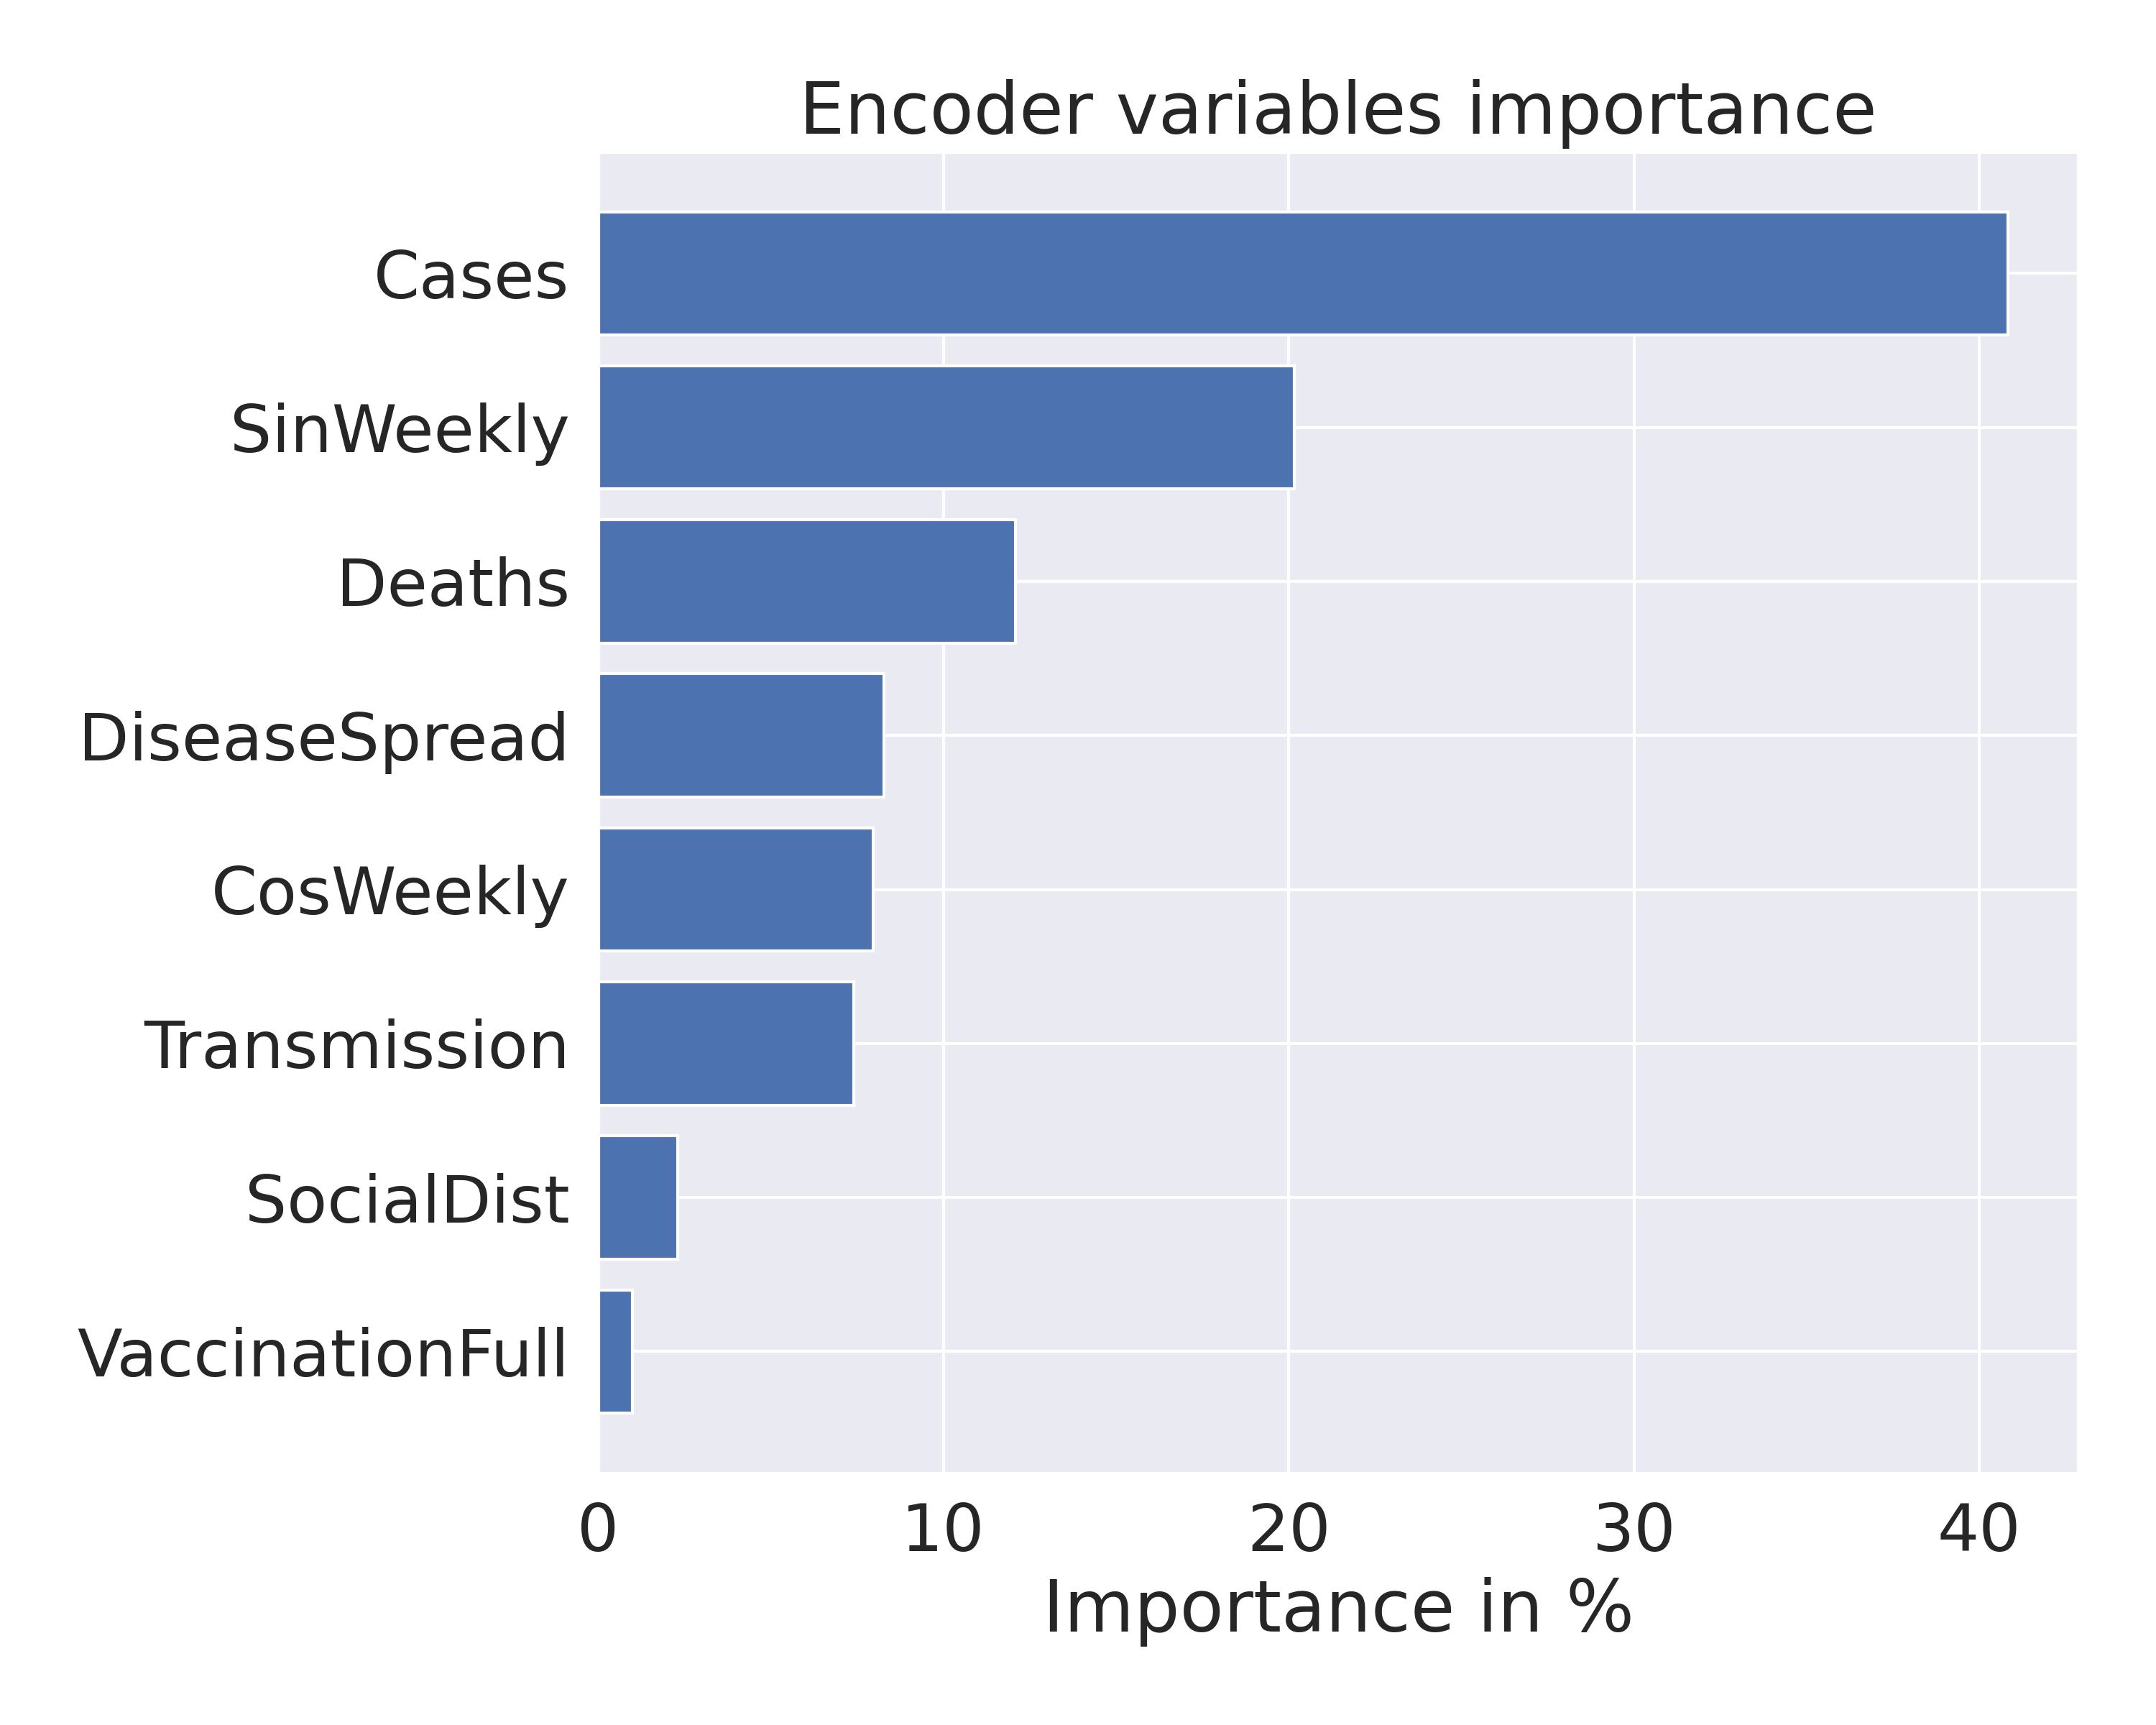 Encoder variables importance
Cases
SinWeekly
Deaths
DiseaseSpread
CosWeekly
Transmission
SocialDist
VaccinationFull
0 10 20 30 40
Importance in %